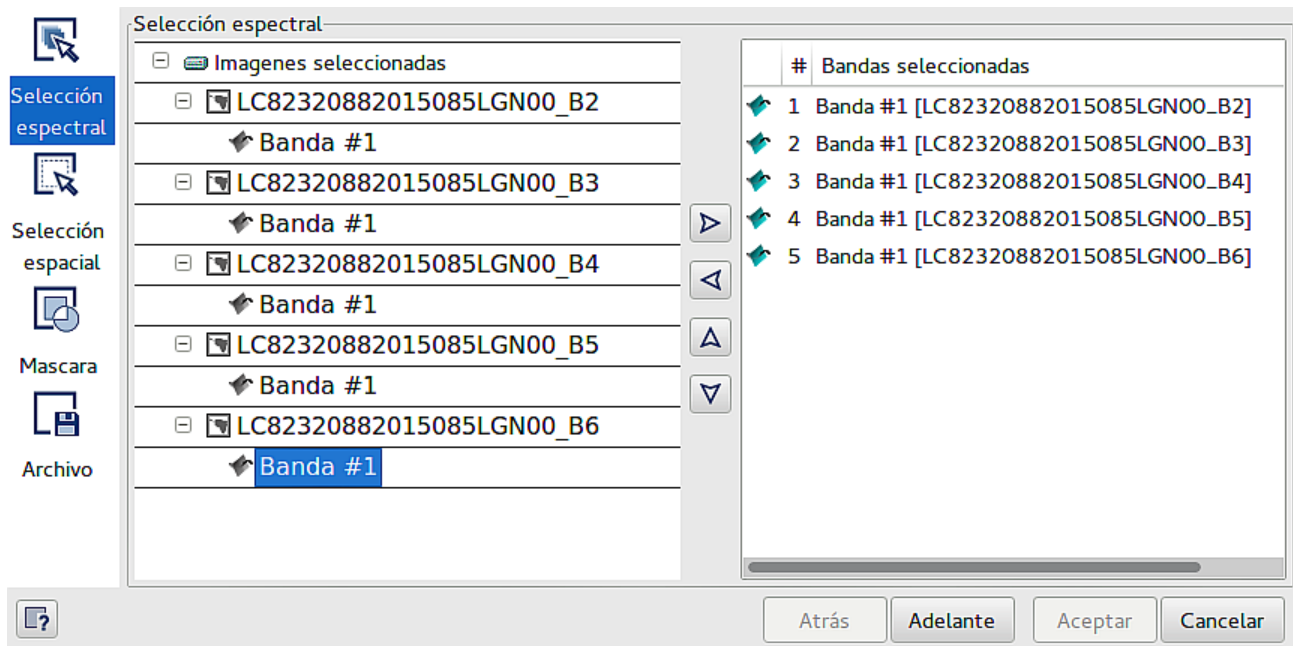 Selección espectral
Selección
espectral
Selección
espacial
Mascara
Archivo
Imagenes seleccionadas
LC82320882015085LGN00_B2
Banda #1
LC82320882015085LGN00_B3
Banda #1
LC82320882015085LGN00_B4
Banda #1
LC82320882015085LGN00_B5
Banda #1
LC82320882015085LGN00_B6
Banda #1
# Bandas seleccionadas
1 Banda #1 [LC82320882015085LGN00_B2]
2 Banda #1 [LC82320882015085LGN00_B3]
3 Banda #1 [LC82320882015085LGN00_B4]
4 Banda #1 [LC82320882015085LGN00_B5]
5 Banda #1 [LC82320882015085LGN00_B6]
?
Atrás
Adelante
Aceptar
Cancelar